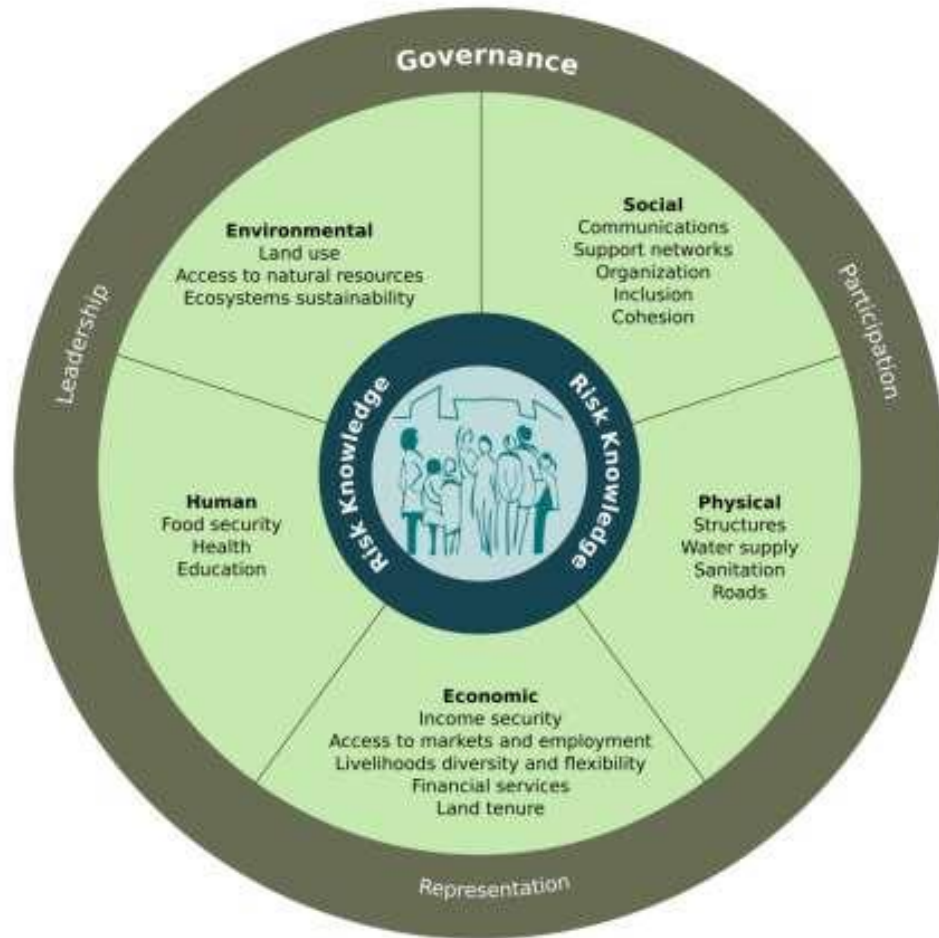 Governance
Leadership
Participation
Representation
Environmental
Land use
Access to natural resources
Ecosystems sustainability
Social
Communications
Support networks
Organization
Inclusion
Cohesion
Risk Knowledge
Risk Knowledge
Human
Food security
Health
Education
Physical
Structures
Water supply
Sanitation
Roads
Economic
Income security
Access to markets and employment
Livelihoods diversity and flexibility
Financial services
Land tenure